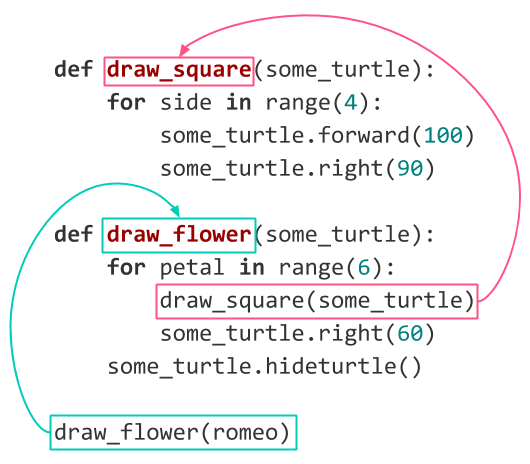 def draw_square(some_turtle):
    for side in range(4):
        some_turtle.forward(100)
        some_turtle.right(90)
def draw_flower(some_turtle):
    for petal in range(6):
        draw_square(some_turtle)
        some_turtle.right(60)
    some_turtle.hideturtle()
draw_flower(romeo)